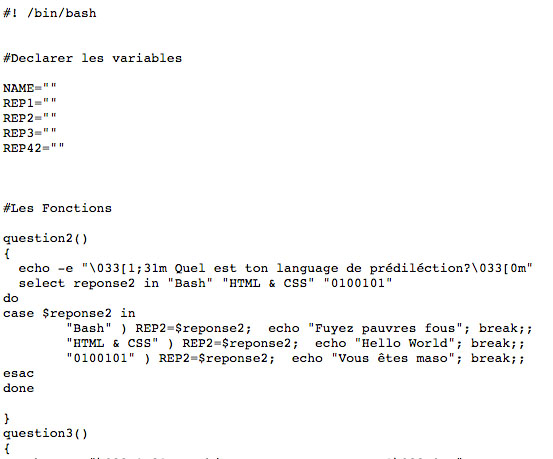 #! /bin/bash
#Declarer les variables
NAME=""
REP1=""
REP2=""
REP3=""
REP42=""
#Les Fonctions
question2()
{
echo -e "\033[1;31m Quel est ton language de prédiléction?\033[0m"
select reponse2 in "Bash" "HTML & CSS" "0100101"
do
case $reponse2 in
"Bash" ) REP2=$reponse2;  echo "Fuyez pauvres fous"; break;;
"HTML & CSS" ) REP2=$reponse2;  echo "Hello World"; break;;
"0100101" ) REP2=$reponse2;  echo "Vous êtes maso"; break;;
esac
done
}
question3()
{